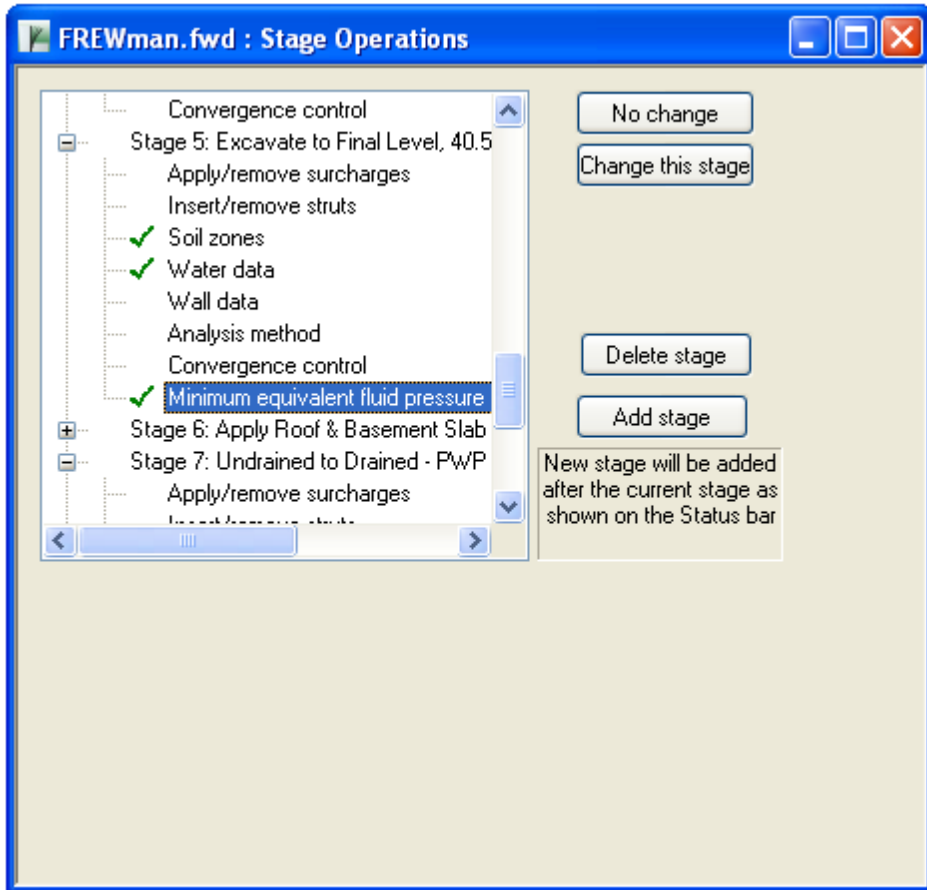 FREWman.fwd : Stage Operations
Convergence control
Stage 5: Excavate to Final Level, 40.5
Apply/remove surcharges
Insert/remove struts
Soil zones
Water data
Wall data
Analysis method
Convergence control
Minimum equivalent fluid pressure
Stage 6: Apply Roof & Basement Slab
Stage 7: Undrained to Drained - PWP
Apply/remove surcharges
Insert/remove struts
No change
Change this stage
Delete stage
Add stage
New stage will be added
after the current stage as
shown on the Status bar